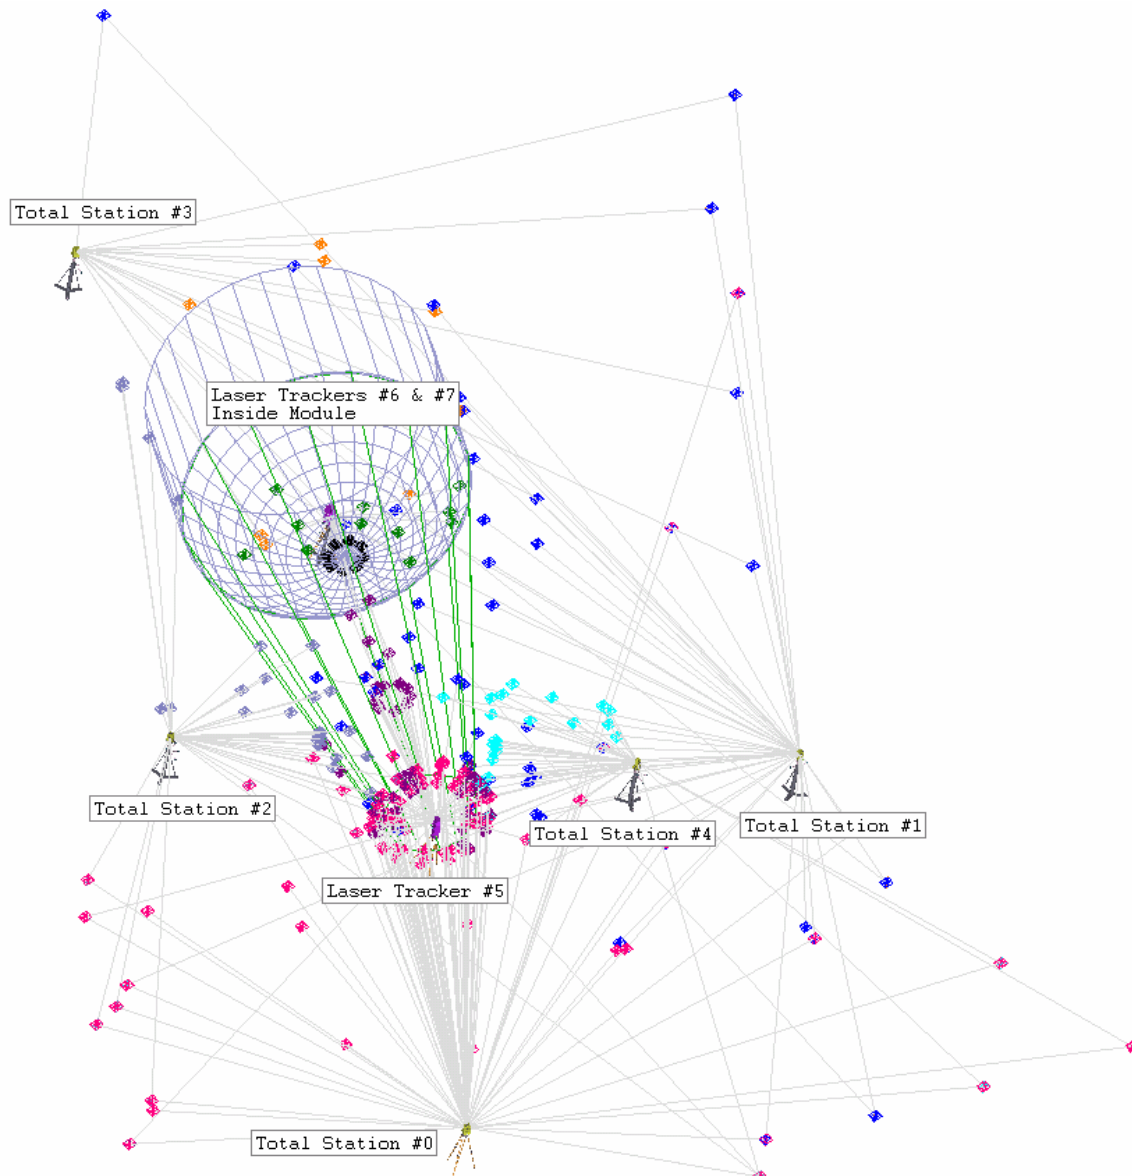 Total Station #3
Laser Trackers #6 & #7
Inside Module
Total Station #2
Total Station #4
Total Station #1
Laser Tracker #5
Total Station #0